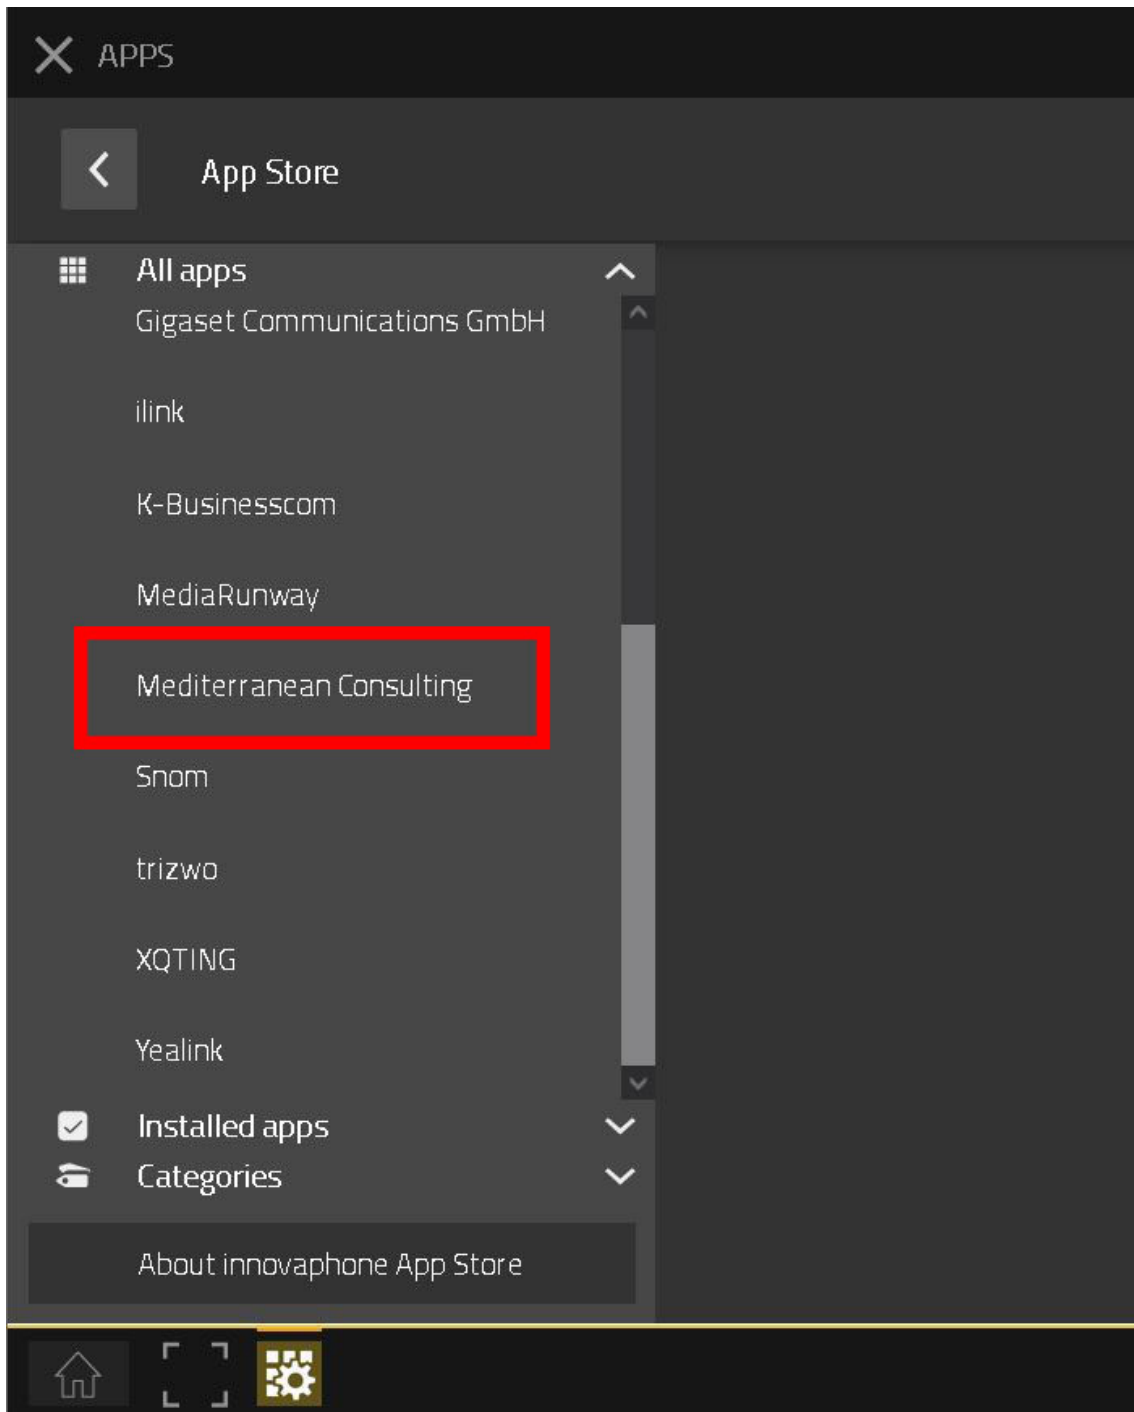 APPS
App Store
All apps
Gigaset Communications GmbH
ilink
K-Businesscom
MediaRunway
Mediterranean Consulting
Snom
trizwo
XQTING
Yealink
Installed apps
Categories
About innovaphone App Store